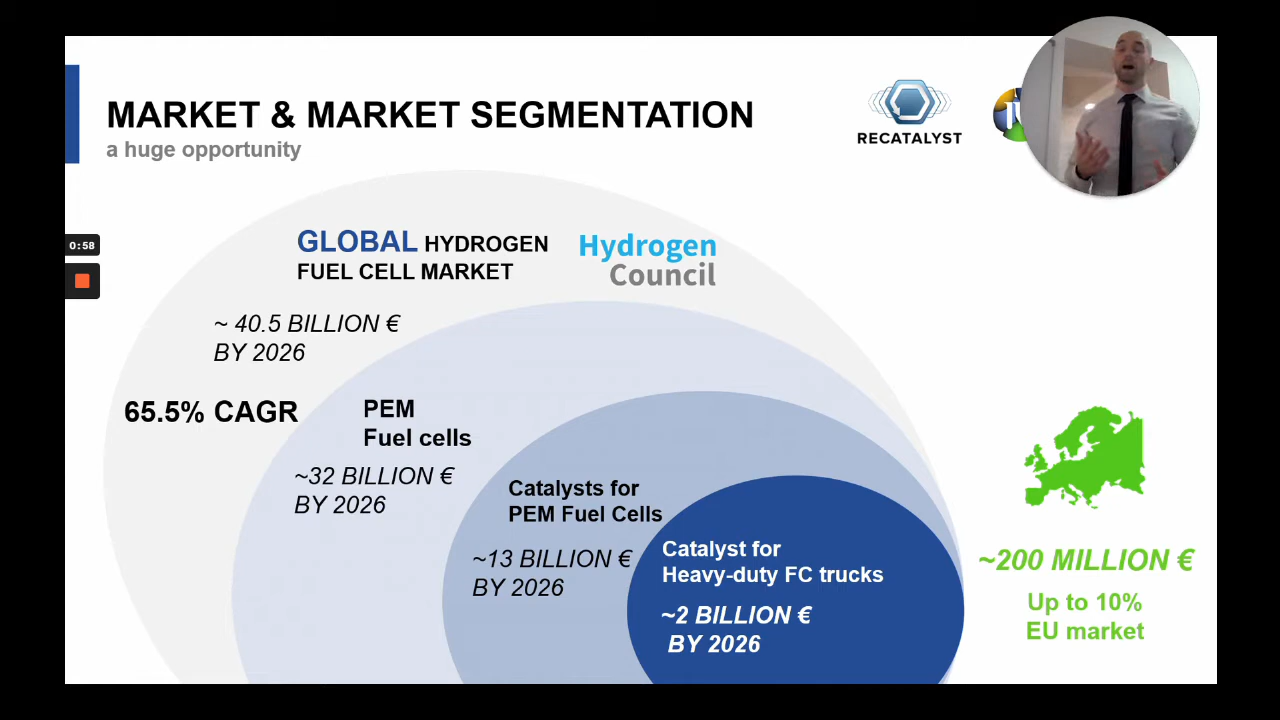 MARKET & MARKET SEGMENTATION
a huge opportunity
RECATALYST
0:58
GLOBAL HYDROGEN
FUEL CELL MARKET
Hydrogen
Council
~ 40.5 BILLION €
BY 2026
65.5% CAGR
PEM
Fuel cells
~32 BILLION €
BY 2026
Catalysts for
PEM Fuel Cells
~13 BILLION €
BY 2026
Catalyst for
Heavy-duty FC trucks
~2 BILLION €
BY 2026
~200 MILLION €
Up to 10%
EU market